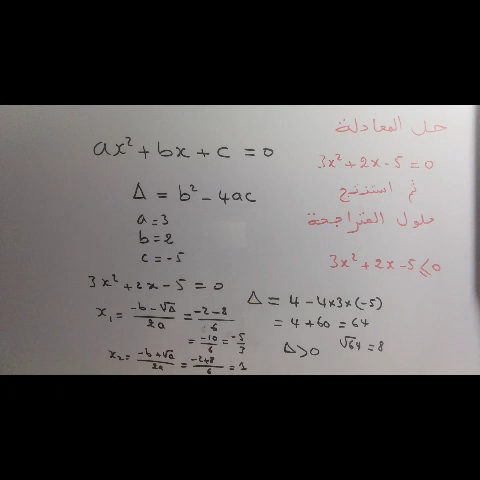 حل المعادلة
3x² + 2x - 5 = 0
ثم استنتج
حلول المتراجحة
3x² + 2x - 5 ⩽ 0
ax² + bx + c = 0
Δ = b² - 4ac
a = 3
b = 2
c = -5
3x² + 2x - 5 = 0
Δ = 4 - 4×3×(-5)
= 4 + 60 = 64
Δ > 0 √64 = 8
x₁ = (-b - √Δ)/2a = (-2 - 8)/6
= -10/6 = -5/3
x₂ = (-b + √Δ)/2a = (-2 + 8)/6 = 1